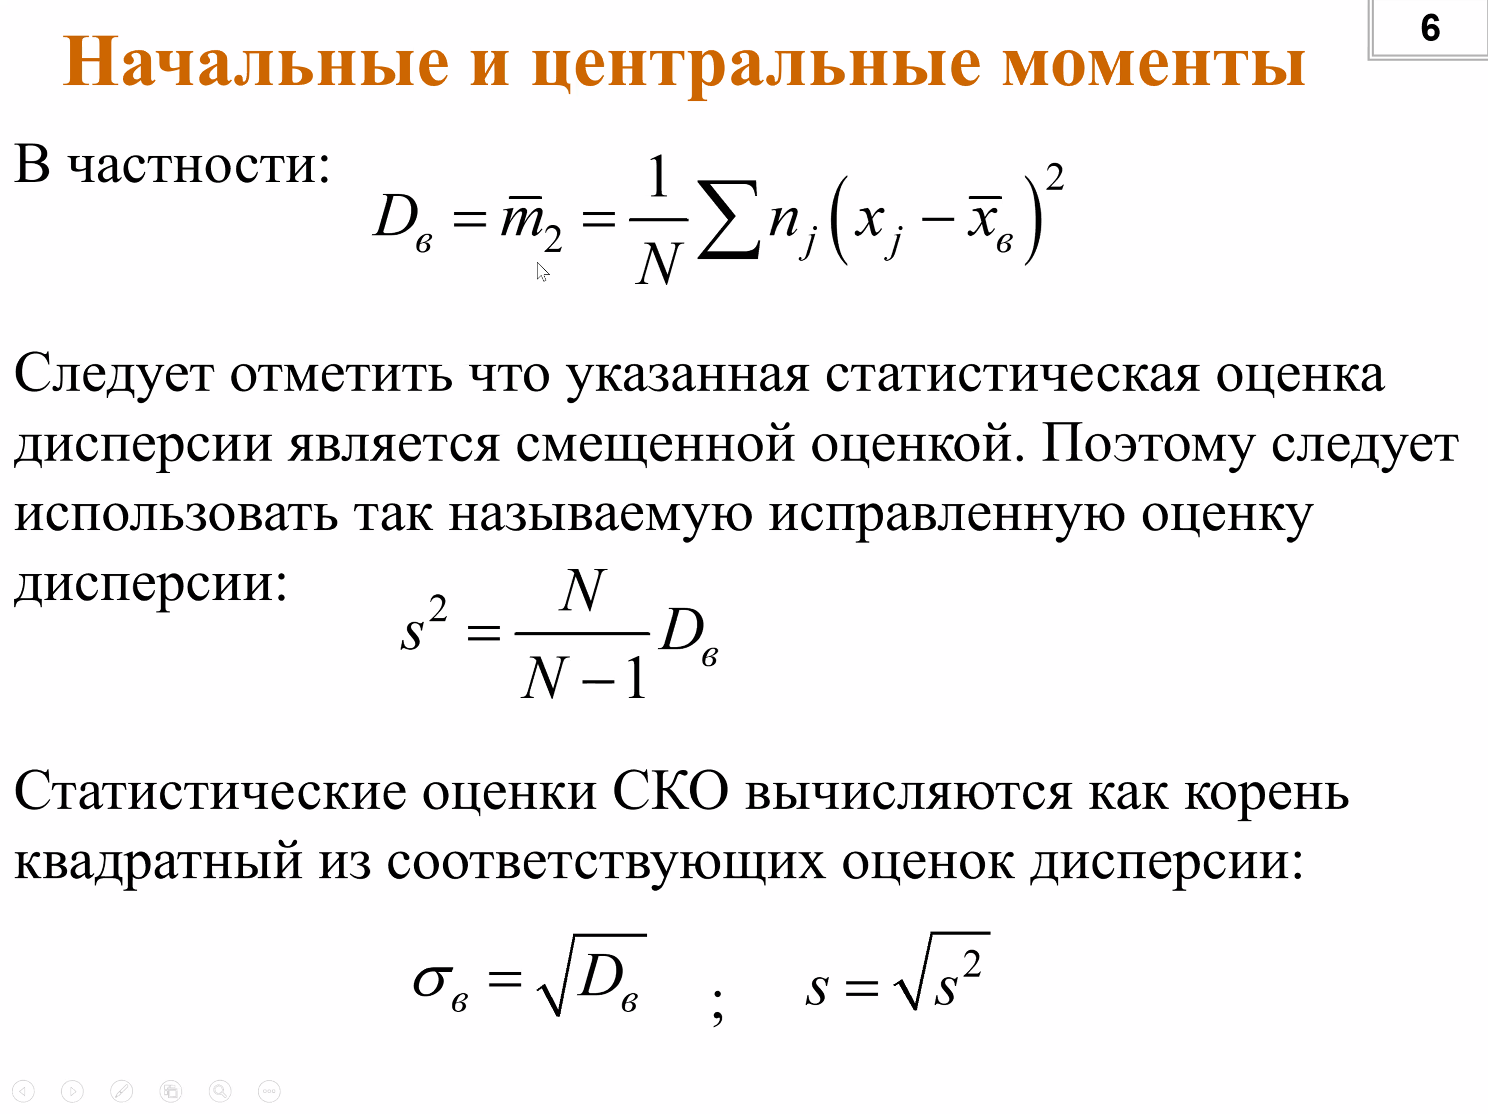 6
Начальные и центральные моменты
В частности:
D_в = m̅_2 = 1/N ∑ n_j (x_j − x̅_в)^2
Следует отметить что указанная статистическая оценка
дисперсии является смещенной оценкой. Поэтому следует
использовать так называемую исправленную оценку
дисперсии:
s^2 = N/(N − 1) D_в
Статистические оценки СКО вычисляются как корень
квадратный из соответствующих оценок дисперсии:
σ_в = √D_в ; s = √s^2